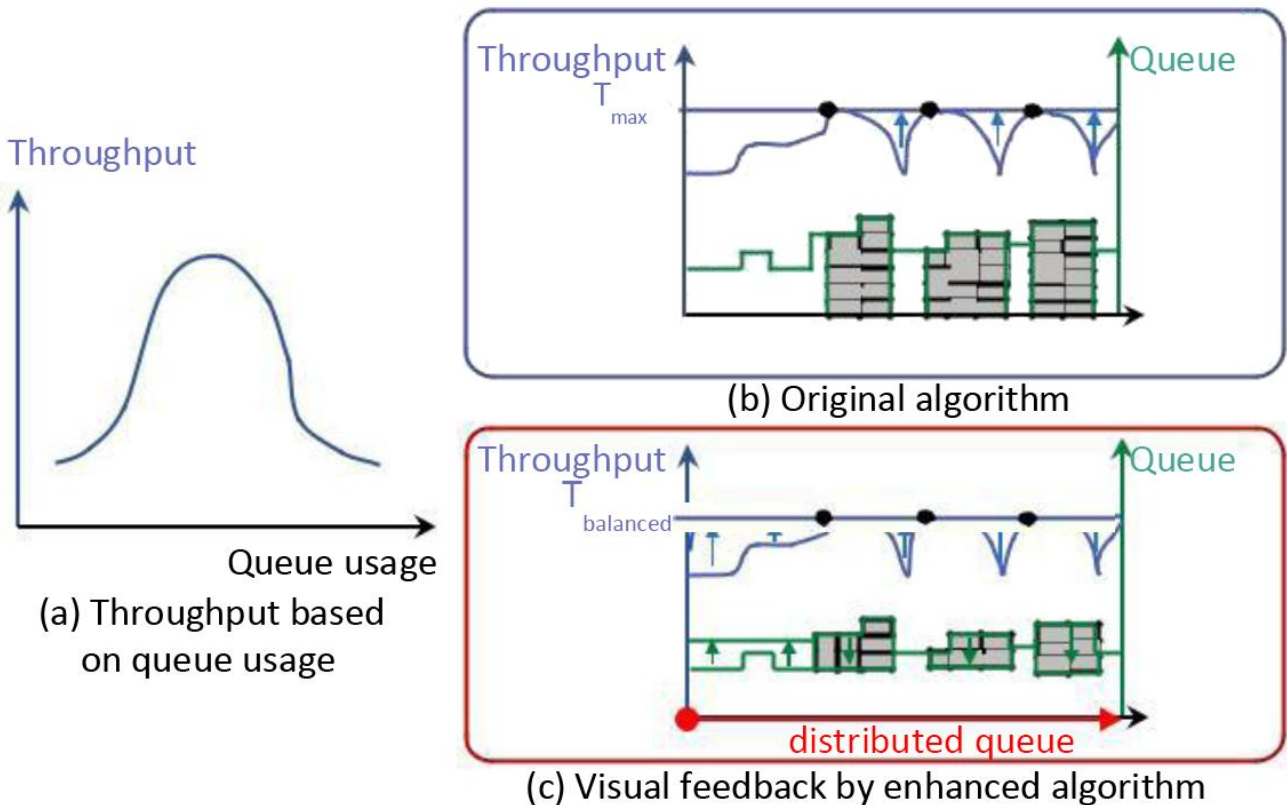 Throughput
Queue usage
(a) Throughput based
on queue usage
Throughput
T max
Queue
(b) Original algorithm
Throughput
T balanced
Queue
distributed queue
(c) Visual feedback by enhanced algorithm